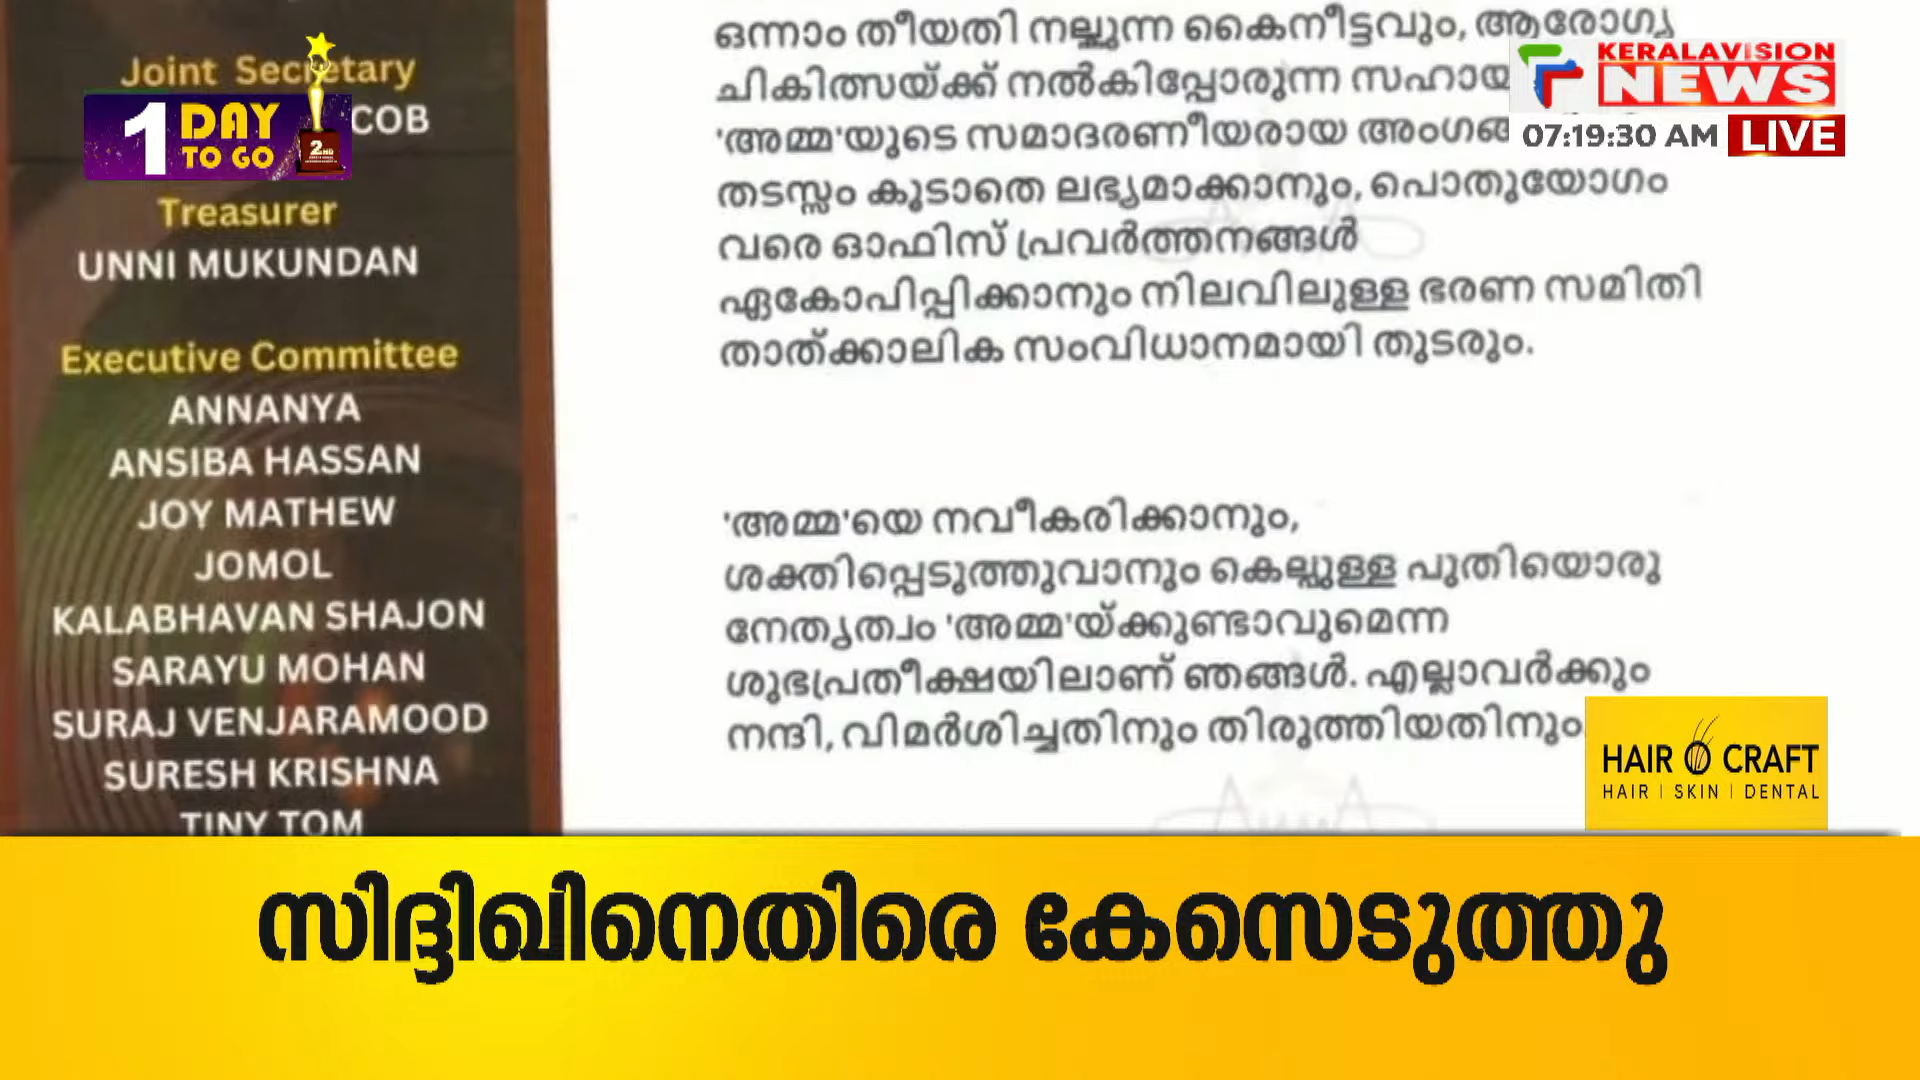 Joint Secretary
COB
1 DAY
TO GO
2ND
Treasurer
UNNI MUKUNDAN
Executive Committee
ANNANYA
ANSIBA HASSAN
JOY MATHEW
JOMOL
KALABHAVAN SHAJON
SARAYU MOHAN
SURAJ VENJARAMOOD
SURESH KRISHNA
TINY TOM
ഒന്നാം തീയതി നല്കുന്ന കൈനീട്ടവും, ആരോഗ്യ
ചികിത്സയ്ക്ക് നൽകിപ്പോരുന്ന സഹായ
'അമ്മ'യുടെ സമാദരണീയരായ അംഗങ്ങ
തടസ്സം കൂടാതെ ലഭ്യമാക്കാനും, പൊതുയോഗം
വരെ ഓഫിസ് പ്രവർത്തനങ്ങൾ
ഏകോപിപ്പിക്കാനും നിലവിലുള്ള ഭരണ സമിതി
താത്ക്കാലിക സംവിധാനമായി തുടരും.
'അമ്മ'യെ നവീകരിക്കാനും,
ശക്തിപ്പെടുത്തുവാനും കെല്പുള്ള പുതിയൊരു
നേതൃത്വം 'അമ്മ'യ്ക്കുണ്ടാവുമെന്ന
ശുഭപ്രതീക്ഷയിലാണ് ഞങ്ങൾ. എല്ലാവർക്കും
നന്ദി, വിമർശിച്ചതിനും തിരുത്തിയതിനും.
KERALAVISION
NEWS
07:19:30 AM LIVE
HAIR O CRAFT
HAIR | SKIN | DENTAL
സിദ്ദിഖിനെതിരെ കേസെടുത്തു